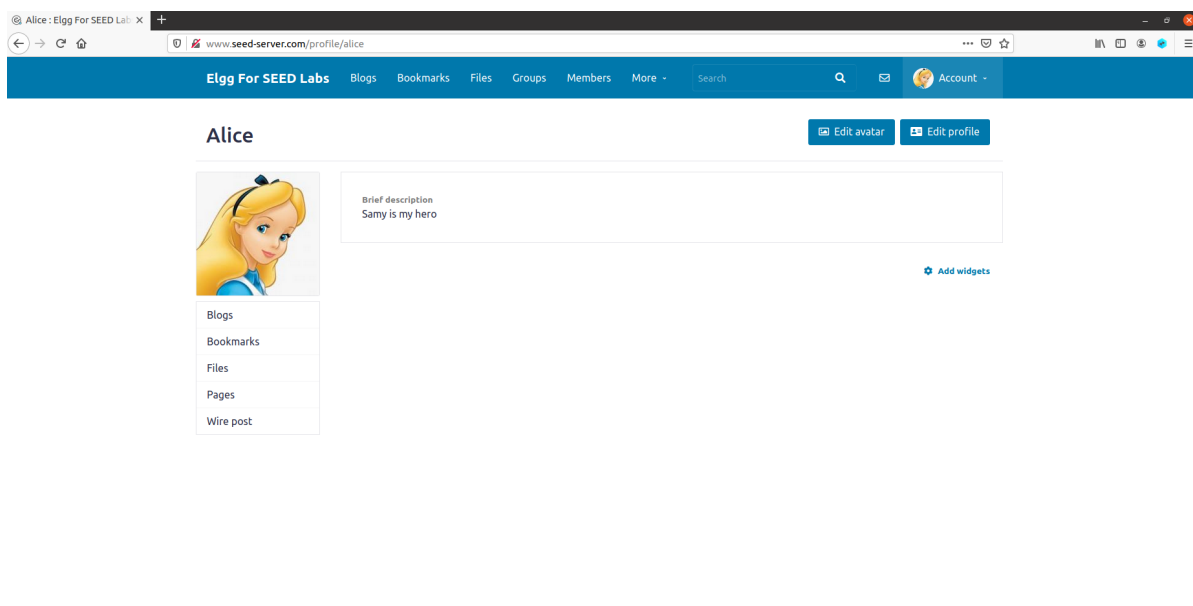 Alice : Elgg For SEED Lab
www.seed-server.com/profile/alice
Elgg For SEED Labs Blogs Bookmarks Files Groups Members More Search Account
Alice
Edit avatar Edit profile
Brief description
Samy is my hero
Add widgets
Blogs
Bookmarks
Files
Pages
Wire post